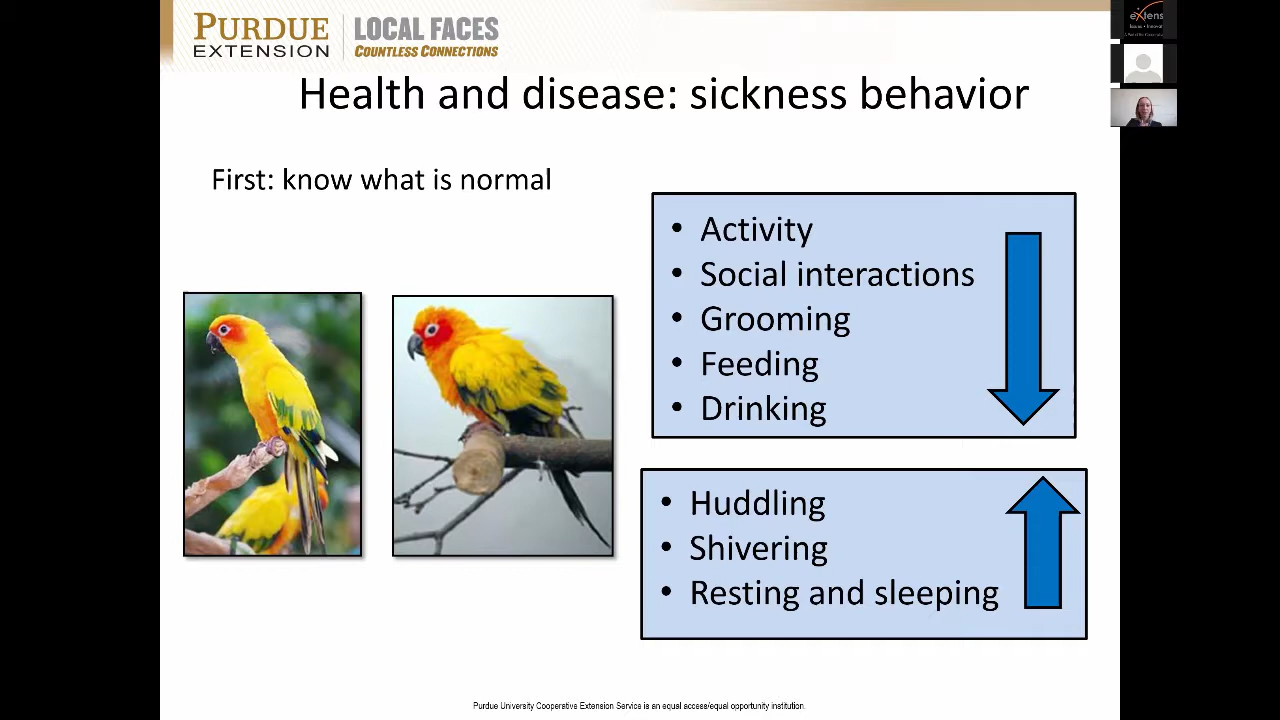 PURDUE
EXTENSION
LOCAL FACES
COUNTLESS CONNECTIONS
Health and disease: sickness behavior
First: know what is normal
• Activity
• Social interactions
• Grooming
• Feeding
• Drinking
• Huddling
• Shivering
• Resting and sleeping
Purdue University Cooperative Extension Service is an equal access/equal opportunity institution.